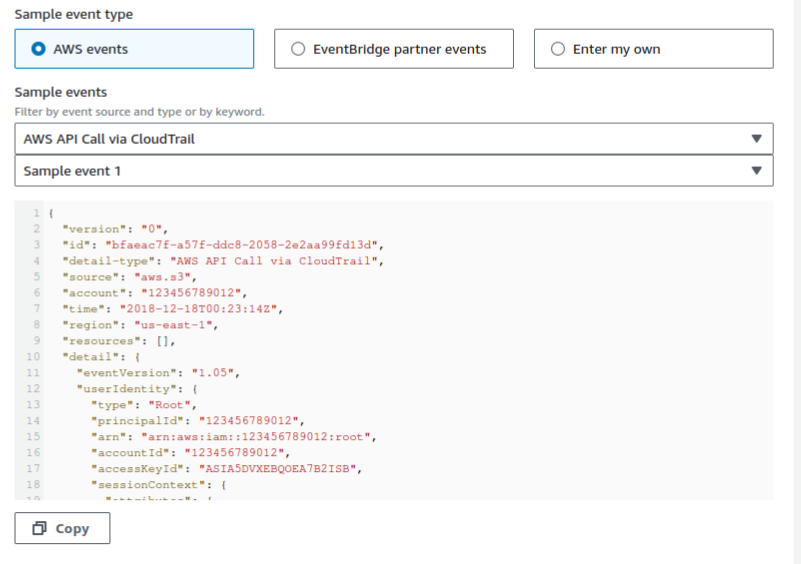 Sample event type
AWS events
EventBridge partner events
Enter my own
Sample events
Filter by event source and type or by keyword.
AWS API Call via CloudTrail
Sample event 1
1 {
2 "version": "0",
3 "id": "bfaeac7f-a57f-ddc8-2058-2e2aa99fd13d",
4 "detail-type": "AWS API Call via CloudTrail",
5 "source": "aws.s3",
6 "account": "123456789012",
7 "time": "2018-12-18T00:23:14Z",
8 "region": "us-east-1",
9 "resources": [],
10 "detail": {
11 "eventVersion": "1.05",
12 "userIdentity": {
13 "type": "Root",
14 "principalId": "123456789012",
15 "arn": "arn:aws:iam::123456789012:root",
16 "accountId": "123456789012",
17 "accessKeyId": "ASIA5DVXEBQOEA7B2ISB",
18 "sessionContext": {
19 "attributes": {
Copy